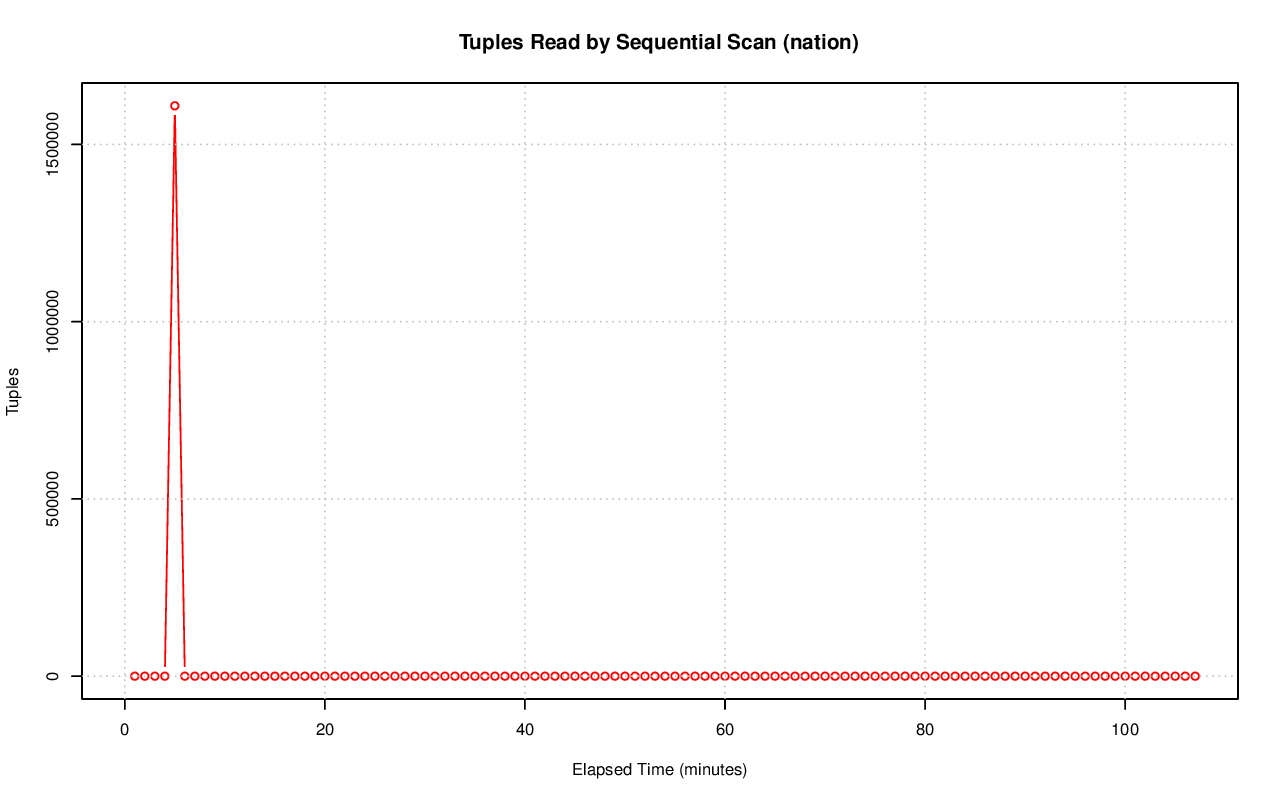 Tuples Read by Sequential Scan (nation)
1500000
1000000
500000
0
Tuples
0 20 40 60 80 100
Elapsed Time (minutes)